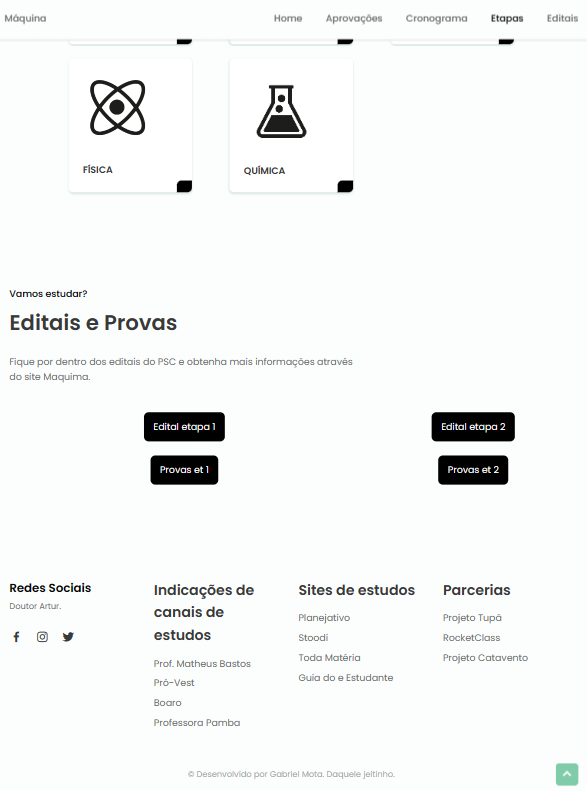 Máquina
Home Aprovações Cronograma Etapas Editais
FÍSICA
QUÍMICA
Vamos estudar?
Editais e Provas
Fique por dentro dos editais do PSC e obtenha mais informações através
do site Maquima.
Edital etapa 1
Edital etapa 2
Provas et 1
Provas et 2
Redes Sociais
Doutor Artur.
Indicações de
canais de
estudos
Prof. Matheus Bastos
Pró-Vest
Boaro
Professora Pamba
Sites de estudos
Planejativo
Stoodi
Toda Matéria
Guia do e Estudante
Parcerias
Projeto Tupã
RocketClass
Projeto Catavento
© Desenvolvido por Gabriel Mota. Daquele jeitinho.